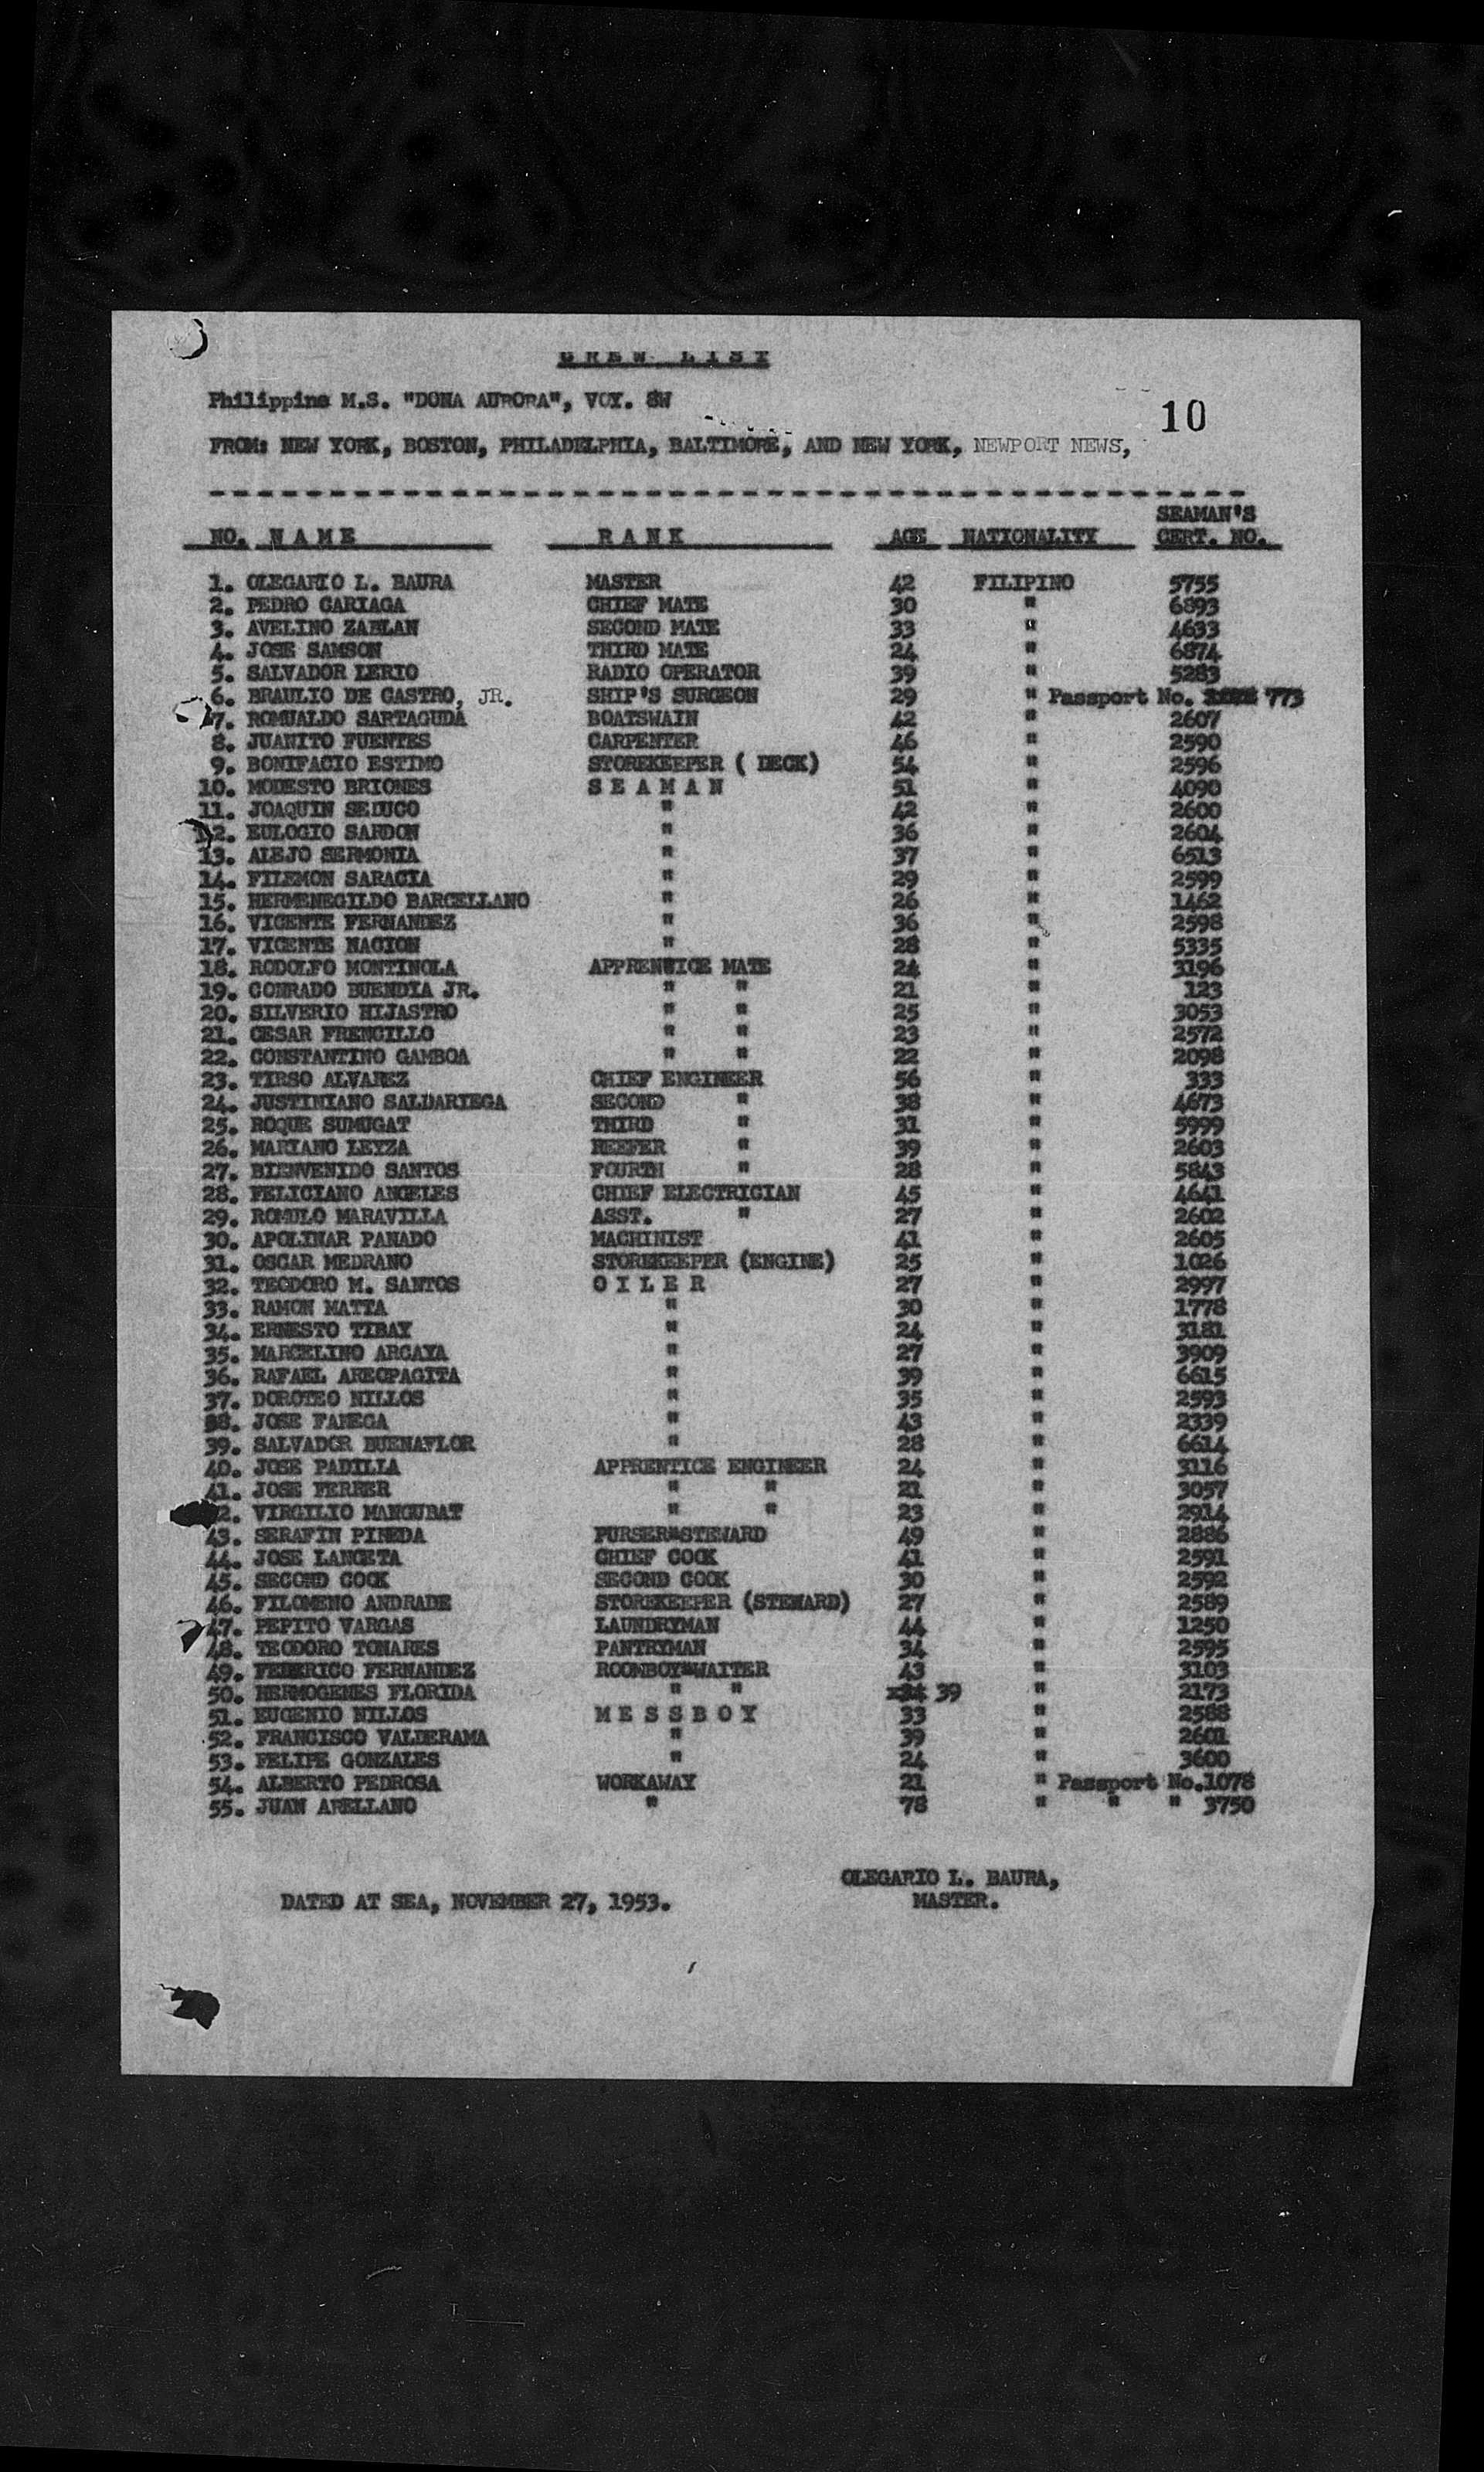 CREW LIST
Philippine M.S. "DONA AURORA", VOY. 8W
10
FROM: NEW YORK, BOSTON, PHILADELPHIA, BALTIMORE, AND NEW YORK, NEWPORT NEWS,
SEAMAN'S
NO. NAME RANK AGE NATIONALITY CERT. NO.
1. OLEGARIO L. BAURA MASTER 42 FILIPINO 5755
2. PEDRO CARIAGA CHIEF MATE 30 " 6893
3. AVELINO ZABLAN SECOND MATE 33 " 4633
4. JOSE SAMSON THIRD MATE 24 " 6874
5. SALVADOR LERIO RADIO OPERATOR 39 " 5283
6. BRAULIO DE CASTRO, JR. SHIP'S SURGEON 29 " Passport No. 773
7. ROMUALDO SARTAGUDA BOATSWAIN 42 " 2607
8. JUANITO FUENTES CARPENTER 46 " 2590
9. BONIFACIO ESTIMO STOREKEEPER ( DECK) 54 " 2596
10. MODESTO BRIONES S E A M A N 51 " 4090
11. JOAQUIN SEDUCO " 42 " 2600
12. EULOGIO SARDON " 36 " 2604
13. ALEJO SERMONIA " 37 " 6513
14. FILEMON SARACIA " 29 " 2599
15. HERMENEGILDO BARCELLANO " 26 " 1462
16. VICENTE FERNANDEZ " 36 " 2598
17. VICENTE NACION " 28 " 5335
18. RODOLFO MONTINOLA APPRENTICE MATE 24 " 3196
19. CONRADO BUENDIA JR. " " 21 " 123
20. SILVERIO HIJASTRO " " 25 " 3053
21. CESAR FRENCILLO " " 23 " 2572
22. CONSTANTINO GAMBOA " " 22 " 2098
23. TIRSO ALVAREZ CHIEF ENGINEER 56 " 333
24. JUSTINIANO SALDARIEGA SECOND " 38 " 4673
25. ROQUE SUMUGAT THIRD " 31 " 5999
26. MARIANO LEYZA REEFER " 39 " 2603
27. BIENVENIDO SANTOS FOURTH " 28 " 5843
28. FELICIANO ANGELES CHIEF ELECTRICIAN 45 " 4641
29. ROMULO MARAVILLA ASST. " 27 " 2602
30. APOLINAR PANADO MACHINIST 41 " 2605
31. OSCAR MEDRANO STOREKEEPER (ENGINE) 25 " 1026
32. TEODORO M. SANTOS O I L E R 27 " 2997
33. RAMON MATTA " 30 " 1778
34. ERNESTO TIBAY " 24 " 3181
35. MARCELINO ARCAYA " 27 " 3909
36. RAFAEL AREOPAGITA " 39 " 6615
37. DOROTEO NILLOS " 35 " 2593
38. JOSE FANEGA " 43 " 2339
39. SALVADOR BUENAFLOR " 28 " 6614
40. JOSE PADILLA APPRENTICE ENGINEER 24 " 3116
41. JOSE FERRER " " 21 " 3057
2. VIRGILIO MANGUBAT " " 23 " 2914
43. SERAFIN PINEDA PURSER-STEWARD 49 " 2886
44. JOSE LANCETA CHIEF COOK 41 " 2591
45. SECOND COOK SECOND COOK 30 " 2592
46. FILOMENO ANDRADE STOREKEEPER (STEWARD) 27 " 2589
47. PEPITO VARGAS LAUNDRYMAN 44 " 1250
48. TEODORO TONARES PANTRYMAN 34 " 2595
49. FEDERICO FERNANDEZ ROOMBOY-WAITER 43 " 3103
50. HERMOGENES FLORIDA " " 39 " 2173
51. EUGENIO NILLOS M E S S B O Y 33 " 2588
52. FRANCISCO VALDERAMA " 39 " 2601
53. FELIPE GONZALES " 24 " 3600
54. ALBERTO PEDROSA WORKAWAY 21 " Passport No.1078
55. JUAN ARELLANO " 78 " " " 3750
OLEGARIO L. BAURA,
DATED AT SEA, NOVEMBER 27, 1953. MASTER.